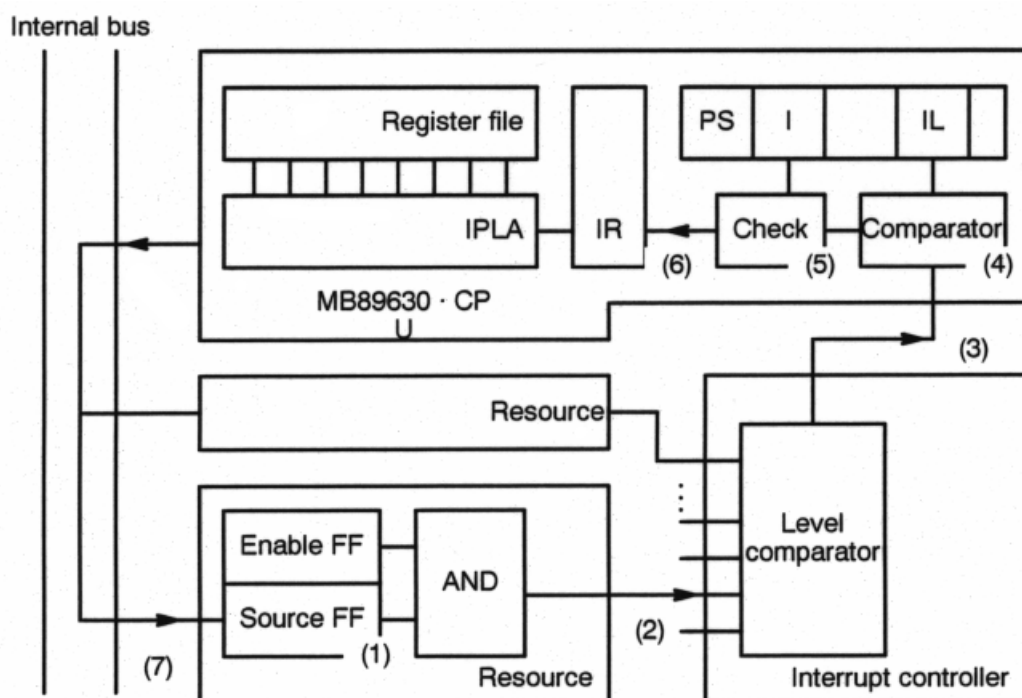 Internal bus
Register file
PS
I
IL
IPLA
IR
Check
Comparator
(6)
(5)
(4)
MB89630 · CP
U
(3)
Resource
Level
comparator
Enable FF
AND
Source FF
(1)
(2)
(7)
Resource
Interrupt controller